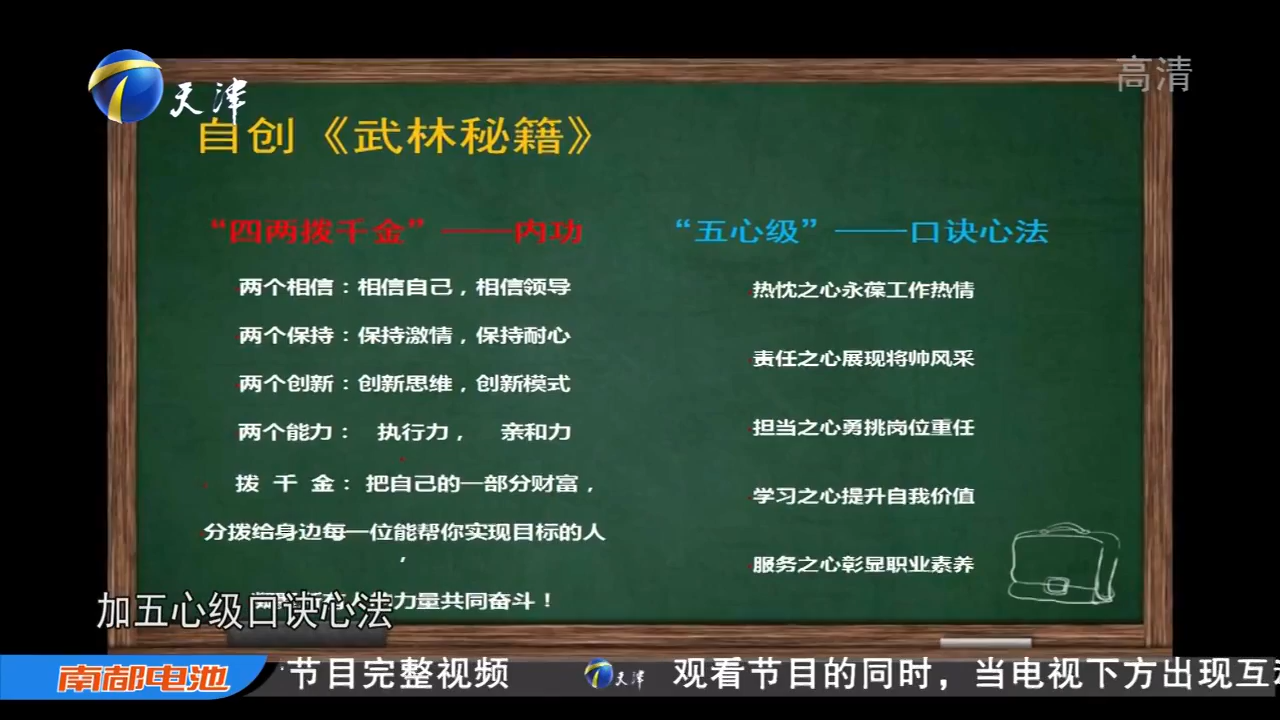 天津
高清
自创《武林秘籍》
“四两拨千金”——内功
两个相信：相信自己，相信领导
两个保持：保持激情，保持耐心
两个创新：创新思维，创新模式
两个能力： 执行力， 亲和力
拨 千 金： 把自己的一部分财富，
分拨给身边每一位能帮你实现目标的人
，
力量共同奋斗！
“五心级”——口诀心法
热忱之心永葆工作热情
责任之心展现将帅风采
担当之心勇挑岗位重任
学习之心提升自我价值
服务之心彰显职业素养
加五心级口诀心法
南都电池
节目完整视频 天津 观看节目的同时，当电视下方出现互